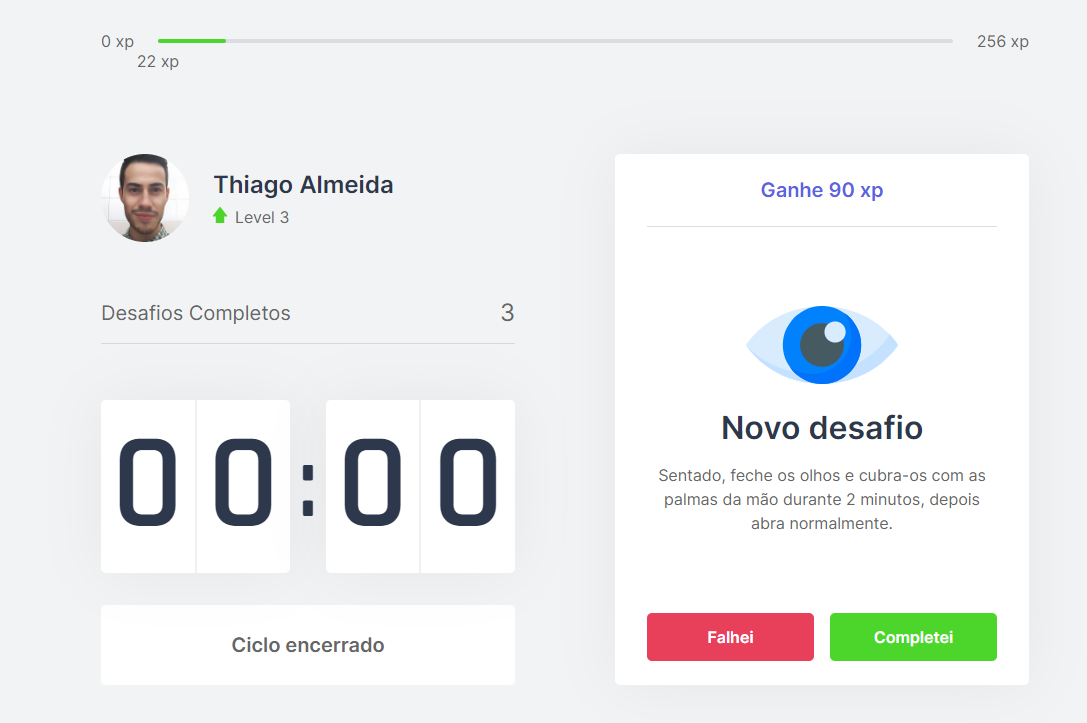 0 xp
256 xp
22 xp
Thiago Almeida
Level 3
Desafios Completos
3
00:00
Ciclo encerrado
Ganhe 90 xp
Novo desafio
Sentado, feche os olhos e cubra-os com as
palmas da mão durante 2 minutos, depois
abra normalmente.
Falhei
Completei